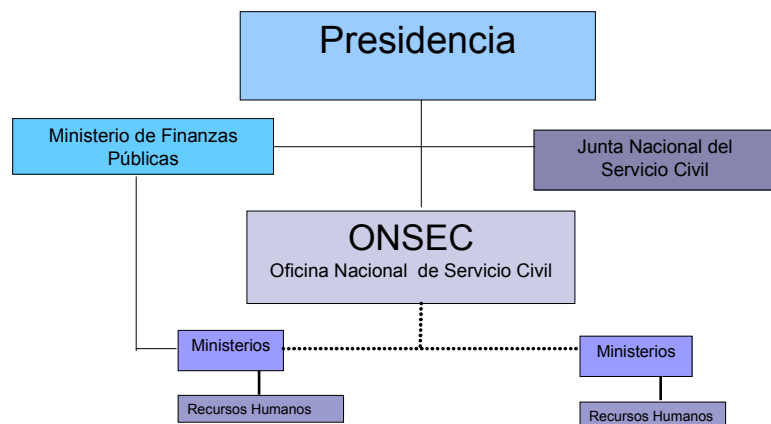 Presidencia
Ministerio de Finanzas
Públicas
Junta Nacional del
Servicio Civil
ONSEC
Oficina Nacional de Servicio Civil
Ministerios
Ministerios
Recursos Humanos
Recursos Humanos